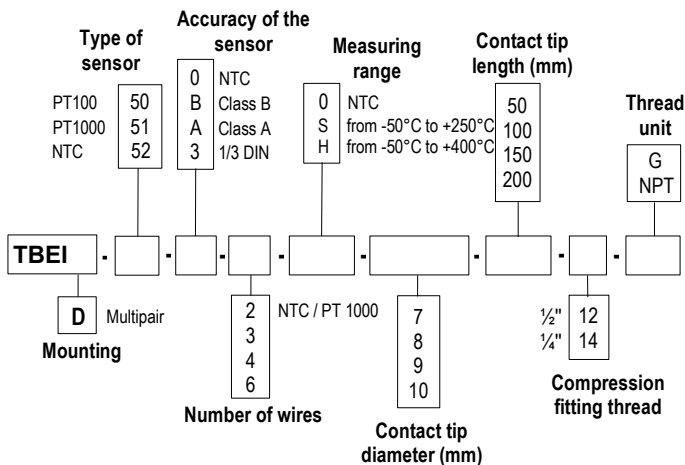 Type of
sensor
PT100 50
PT1000 51
NTC 52
Accuracy of the
sensor
0 NTC
B Class B
A Class A
3 1/3 DIN
Measuring
range
0 NTC
S from -50°C to +250°C
H from -50°C to +400°C
Contact tip
length (mm)
50
100
150
200
Thread
unit
G
NPT
TBEI - - - - - - - -
D Multipair
Mounting
2 NTC / PT 1000
3
4
6
Number of wires
7
8
9
10
Contact tip
diameter (mm)
½" 12
¼" 14
Compression
fitting thread